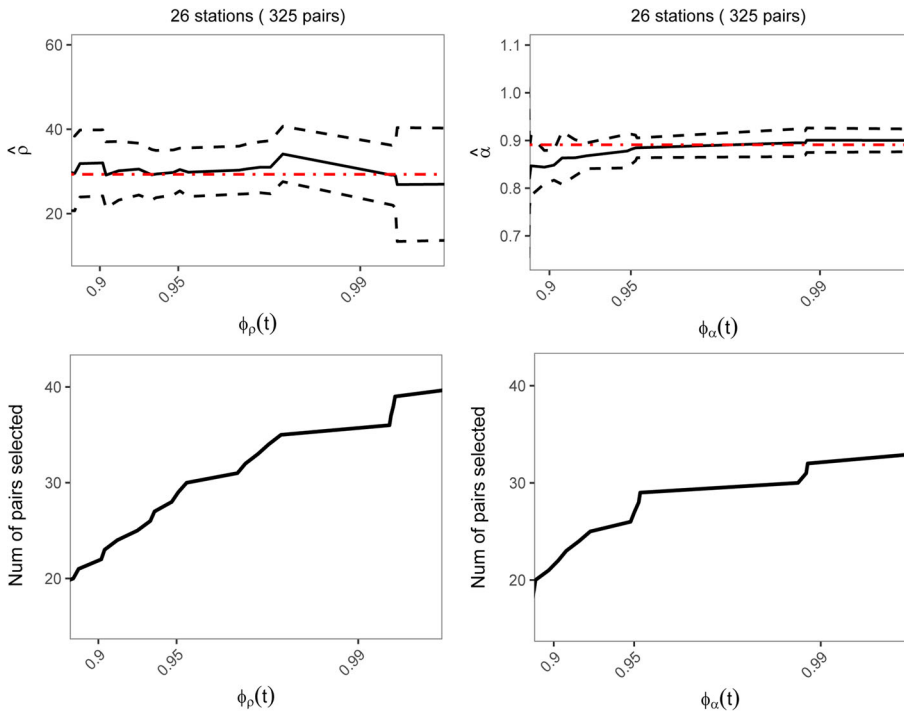 26 stations ( 325 pairs)
60
40
20
ρ̂
0.9
0.95
0.99
ϕρ(t)
26 stations ( 325 pairs)
1.1
1.0
0.9
0.8
0.7
α̂
0.9
0.95
0.99
ϕα(t)
40
30
20
Num of pairs selected
0.9
0.95
0.99
ϕρ(t)
40
30
20
Num of pairs selected
0.9
0.95
0.99
ϕα(t)